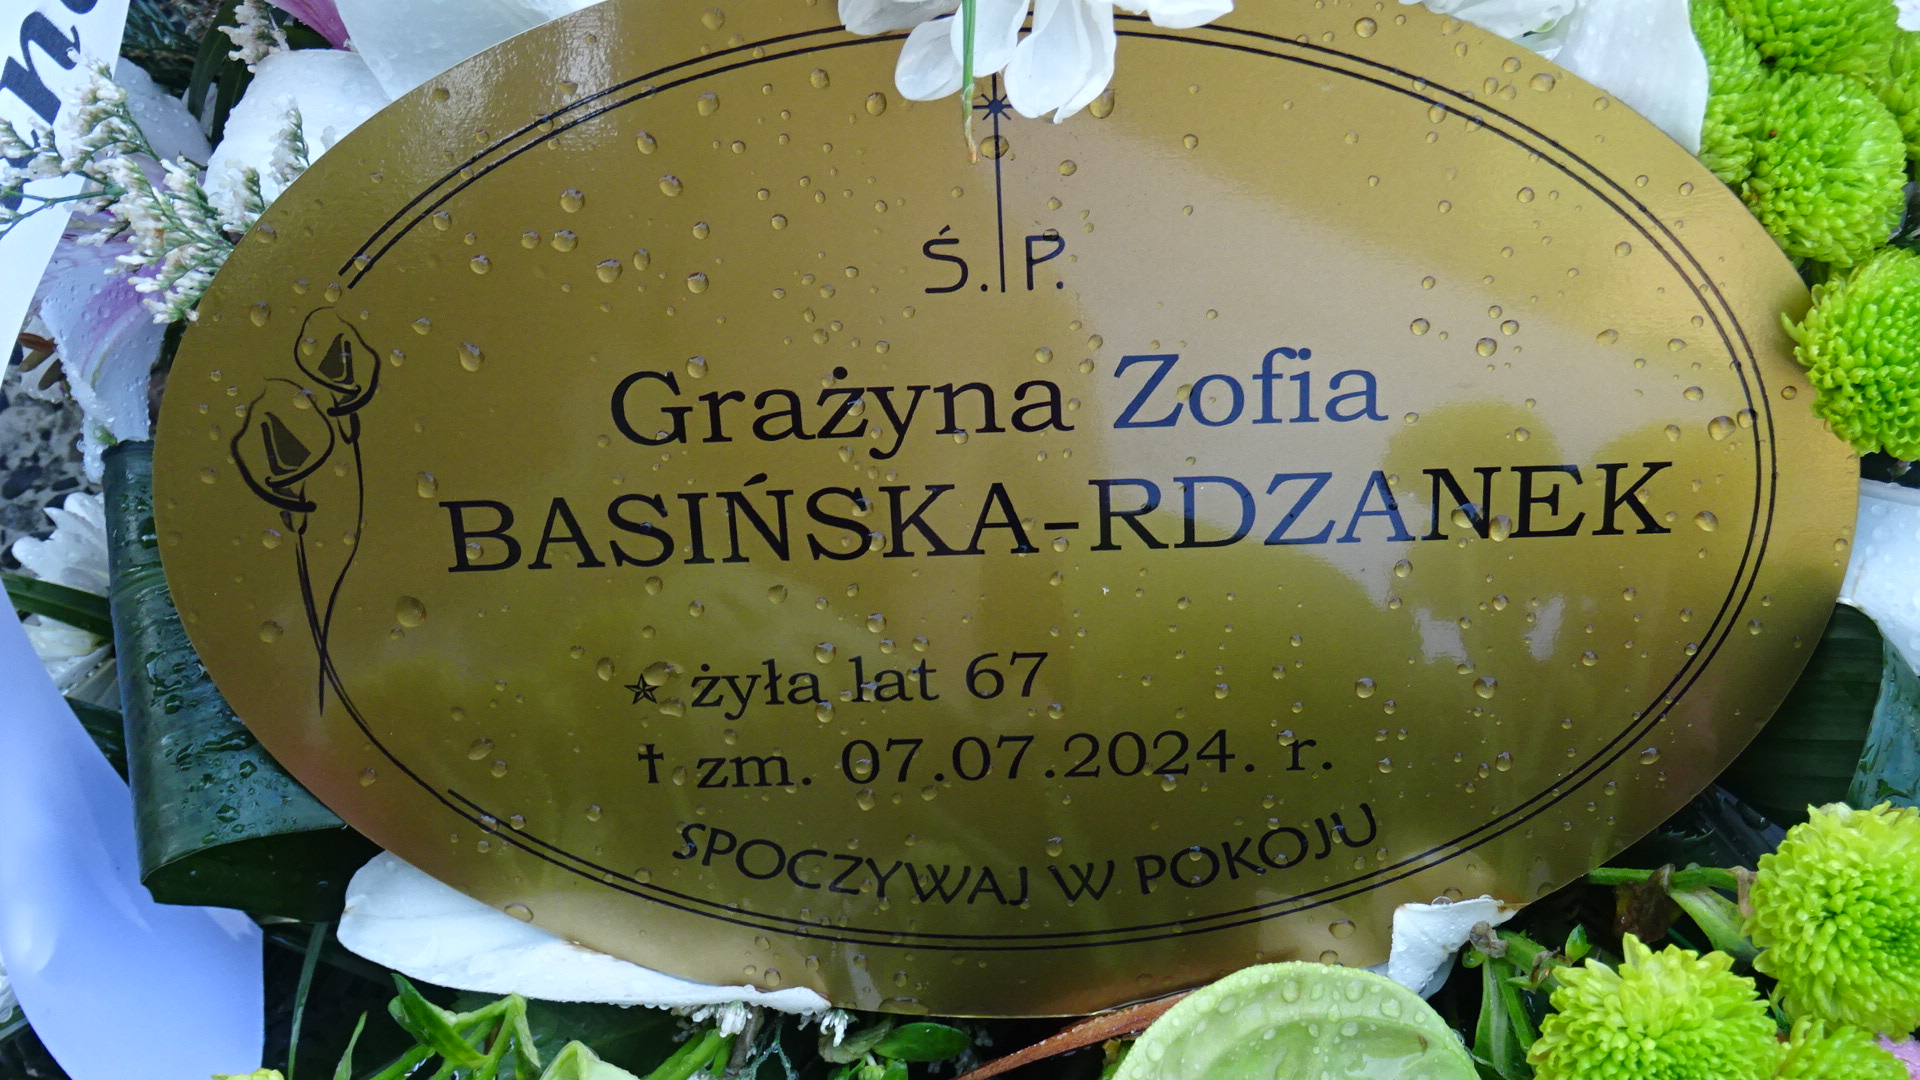 Ś. P.
Grażyna Zofia
BASIŃSKA-RDZANEK
żyła lat 67
✝ zm. 07.07.2024. r.
SPOCZYWAJ W POKOJU